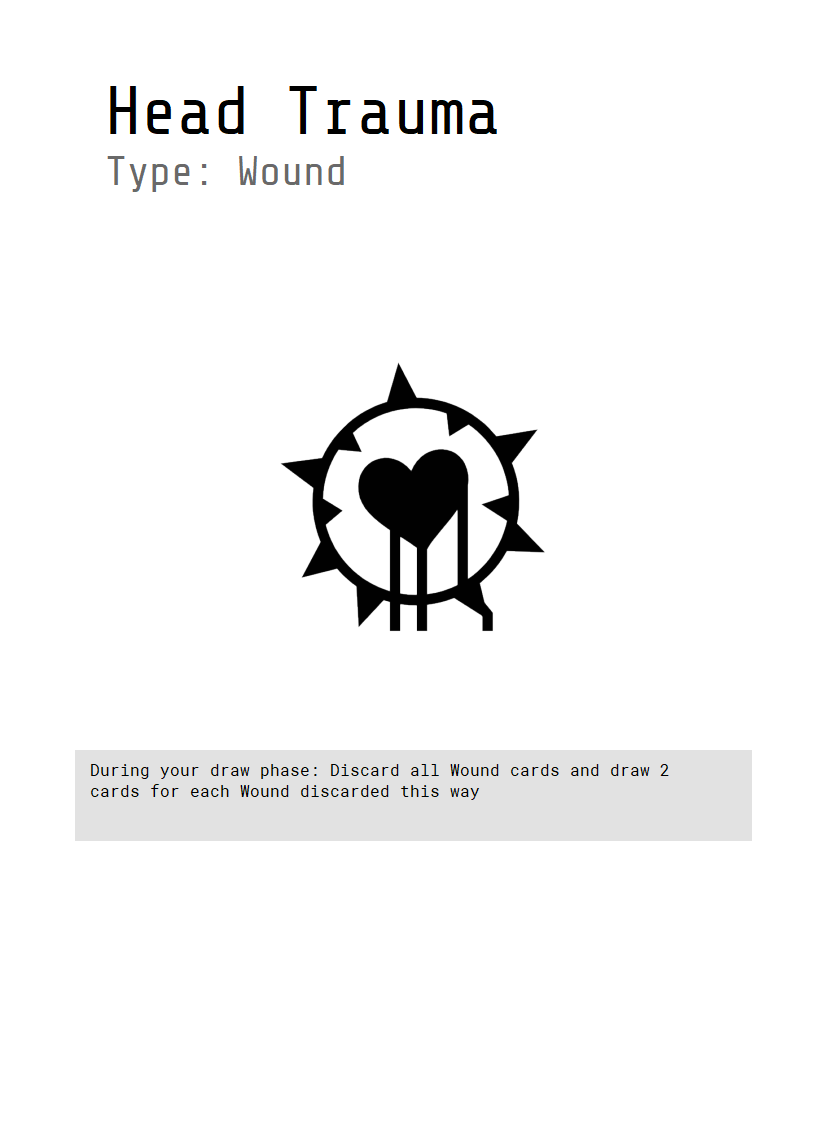 Head Trauma
Type: Wound
During your draw phase: Discard all Wound cards and draw 2
cards for each Wound discarded this way